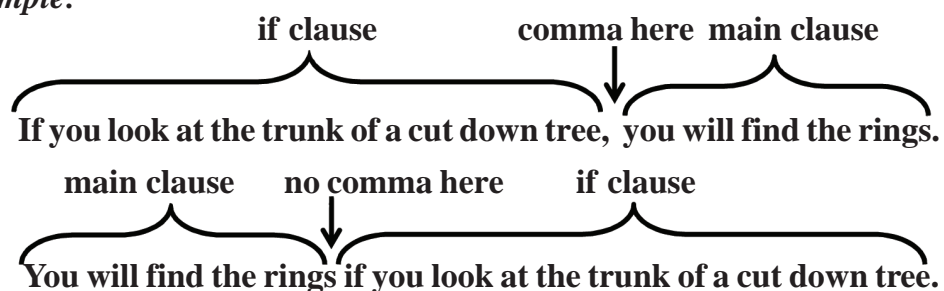 mple:
if clause comma here main clause
If you look at the trunk of a cut down tree, you will find the rings.
main clause no comma here if clause
You will find the rings if you look at the trunk of a cut down tree.